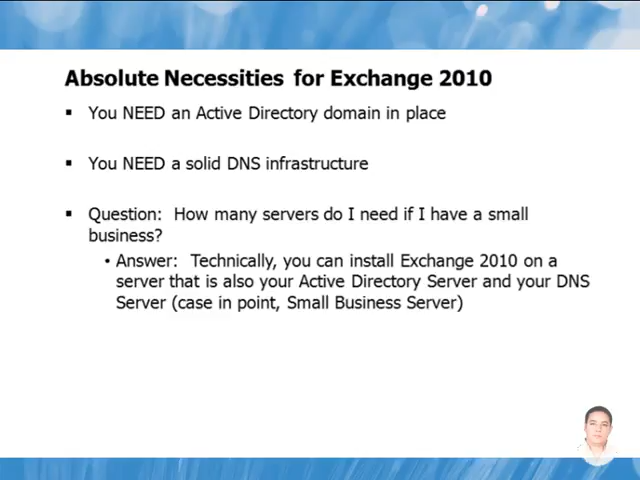 Absolute Necessities for Exchange 2010
▪ You NEED an Active Directory domain in place
▪ You NEED a solid DNS infrastructure
▪ Question: How many servers do I need if I have a small
business?
• Answer: Technically, you can install Exchange 2010 on a
server that is also your Active Directory Server and your DNS
Server (case in point, Small Business Server)